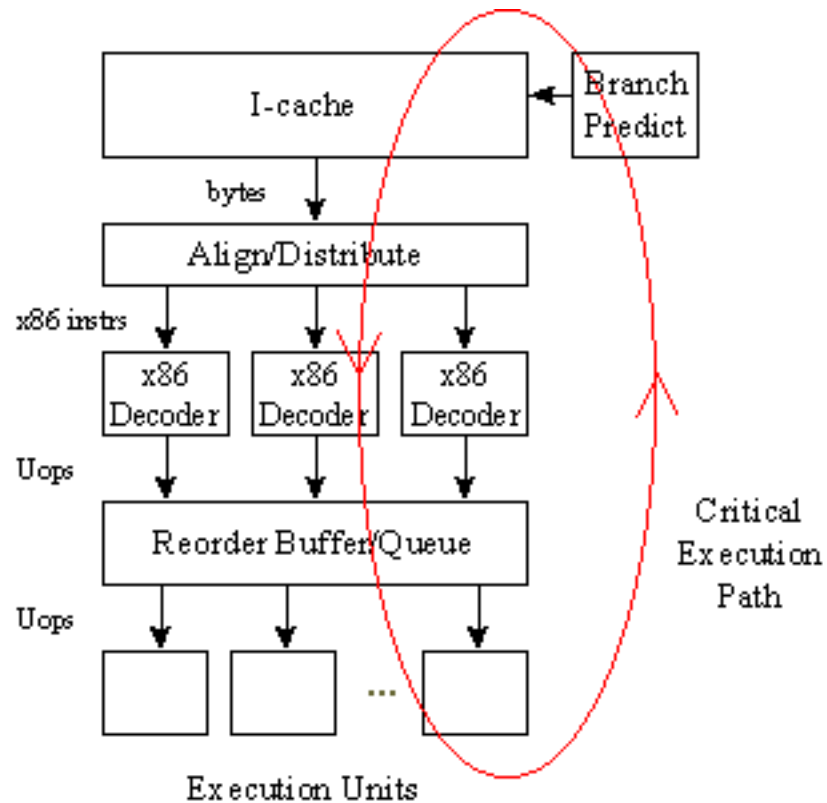 I-cache
Branch
Predict
bytes
Align/Distribute
x86 instrs
x86
Decoder
x86
Decoder
x86
Decoder
Uops
Reorder Buffer/Queue
Critical
Execution
Path
Uops
...
Execution Units